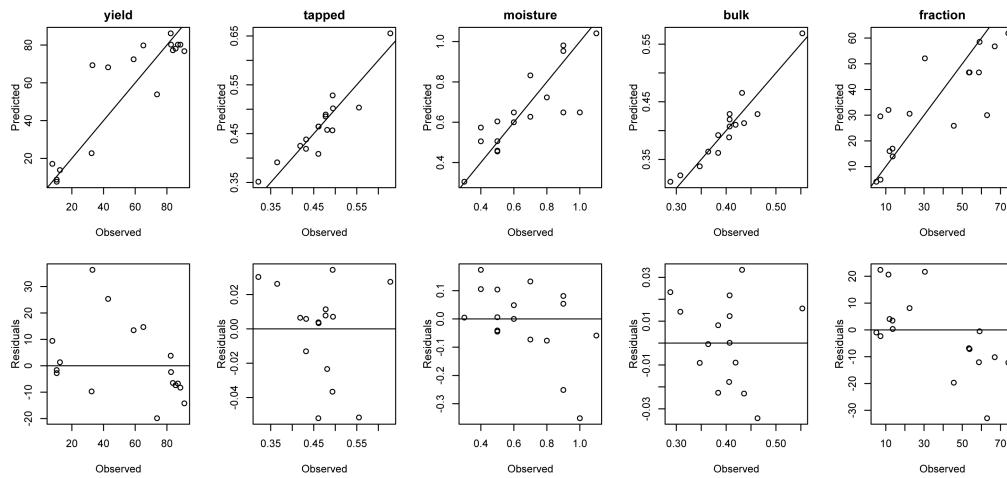 yield
tapped
moisture
bulk
fraction
Predicted
20 40 60 80
Observed
20 40 60 80
Predicted
0.35 0.45 0.55 0.65
Observed
0.35 0.45 0.55
Predicted
0.4 0.6 0.8 1.0
Observed
0.4 0.6 0.8 1.0
Predicted
0.35 0.45 0.55
Observed
0.30 0.40 0.50
Predicted
10 20 30 40 50 60
Observed
10 30 50 70
Residuals
-20 -10 0 10 20 30
Observed
20 40 60 80
Residuals
-0.04 -0.02 0.00 0.02
Observed
0.35 0.45 0.55
Residuals
-0.3 -0.2 -0.1 0.0 0.1
Observed
0.4 0.6 0.8 1.0
Residuals
-0.03 -0.01 0.01 0.03
Observed
0.30 0.40 0.50
Residuals
-30 -20 -10 0 10 20
Observed
10 30 50 70